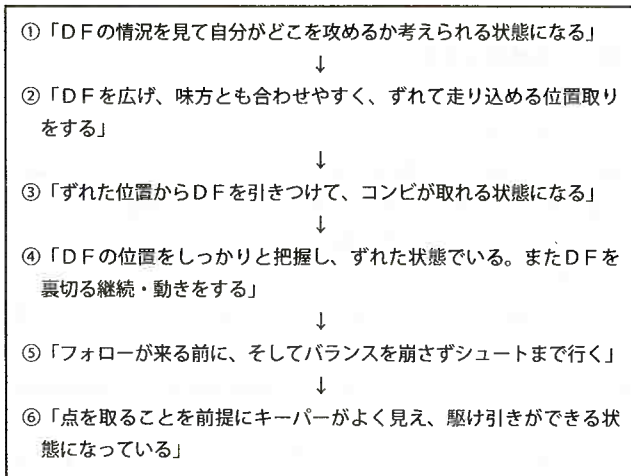 ①「ＤＦの情況を見て自分がどこを攻めるか考えられる状態になる」
↓
②「ＤＦを広げ、味方とも合わせやすく、ずれて走り込める位置取り
をする」
↓
③「ずれた位置からＤＦを引きつけて、コンビが取れる状態になる」
↓
④「ＤＦの位置をしっかりと把握し、ずれた状態でいる。またＤＦを
裏切る継続・動きをする」
↓
⑤「フォローが来る前に、そしてバランスを崩さずシュートまで行く」
↓
⑥「点を取ることを前提にキーパーがよく見え、駆け引きができる状
態になっている」